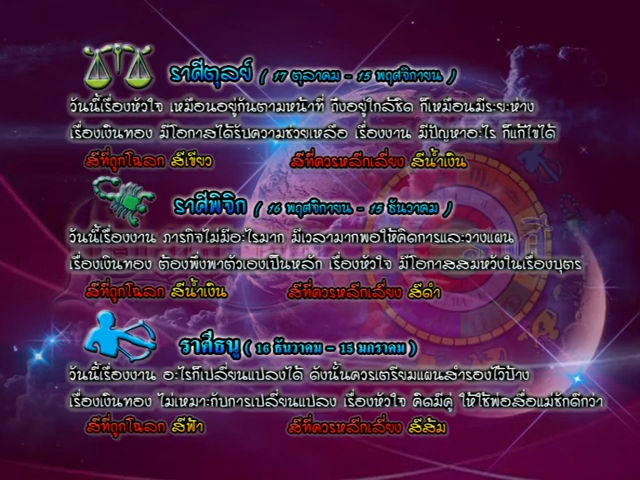 ราศีตุลย์ ( 17 ตุลาคม - 15 พฤศจิกายน )
วันนี้เรื่องหัวใจ เหมือนอยู่กันตามหน้าที่ ถึงอยู่ใกล้ชิด ก็เหมือนมีระยะห่าง
เรื่องเงินทอง มีโอกาสได้รับความช่วยเหลือ เรื่องงาน มีปัญหาอะไร ก็แก้ไขได้
สีที่ถูกโฉลก สีเขียว สีที่ควรหลีกเลี่ยง สีน้ำเงิน
ราศีพิจิก ( 16 พฤศจิกายน - 15 ธันวาคม )
วันนี้เรื่องงาน ภารกิจไม่มีอะไรมาก มีเวลามากพอให้คิดการและวางแผน
เรื่องเงินทอง ต้องพึ่งพาตัวเองเป็นหลัก เรื่องหัวใจ มีโอกาสสมหวังในเรื่องบุตร
สีที่ถูกโฉลก สีน้ำเงิน สีที่ควรหลีกเลี่ยง สีดำ
ราศีธนู ( 16 ธันวาคม - 15 มกราคม )
วันนี้เรื่องงาน อะไรก็เปลี่ยนแปลงได้ ดังนั้นควรเตรียมแผนสำรองไว้บ้าง
เรื่องเงินทอง ไม่เหมาะกับการเปลี่ยนแปลง เรื่องหัวใจ คิดมีคู่ ให้ใช้พ่อสื่อแม่ชักดีกว่า
สีที่ถูกโฉลก สีฟ้า สีที่ควรหลีกเลี่ยง สีส้ม